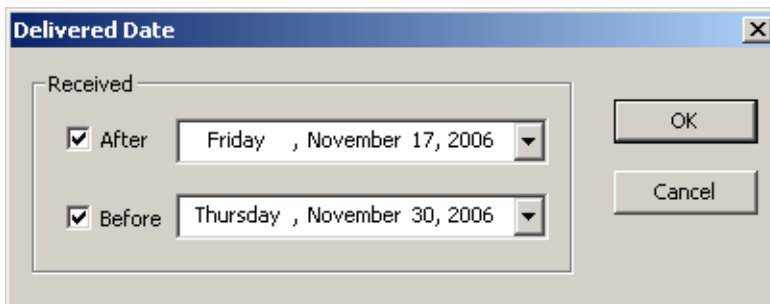 Delivered Date
Received
After Friday , November 17, 2006
OK
Before Thursday , November 30, 2006
Cancel